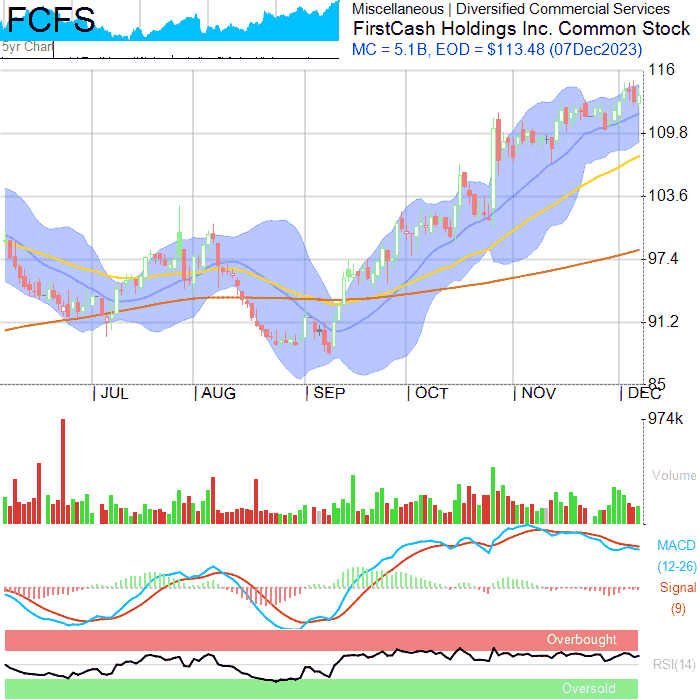 FCFS
5yr Chart
Miscellaneous | Diversified Commercial Services
FirstCash Holdings Inc. Common Stock
MC = 5.1B, EOD = $113.48 (07Dec2023)
116
109.8
103.6
97.4
91.2
85
JUL AUG SEP OCT NOV DEC
974k
Volume
MACD
(12-26)
Signal
(9)
Overbought
RSI(14)
Oversold